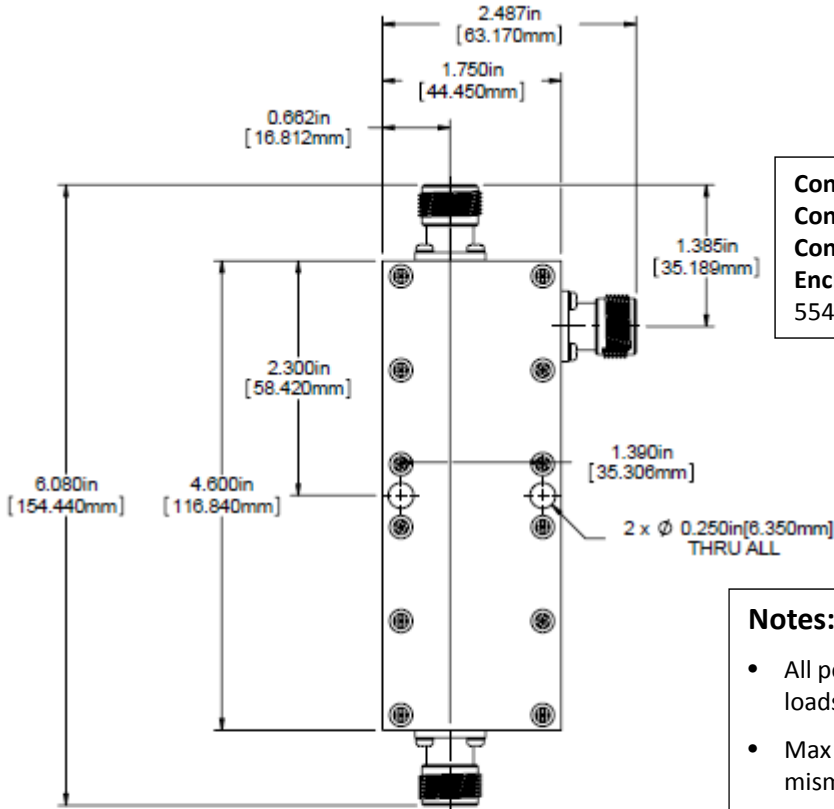 2.487in
[63.170mm]
1.750in
[44.450mm]
0.662in
[16.812mm]
1.385in
[35.189mm]
Con
Con
Con
Enc
554
2.300in
[58.420mm]
6.080in
[154.440mm]
4.600in
[116.840mm]
1.390in
[35.306mm]
2 x Ø 0.250in[6.350mm]
THRU ALL
Notes:
• All po
loads
• Max
mism